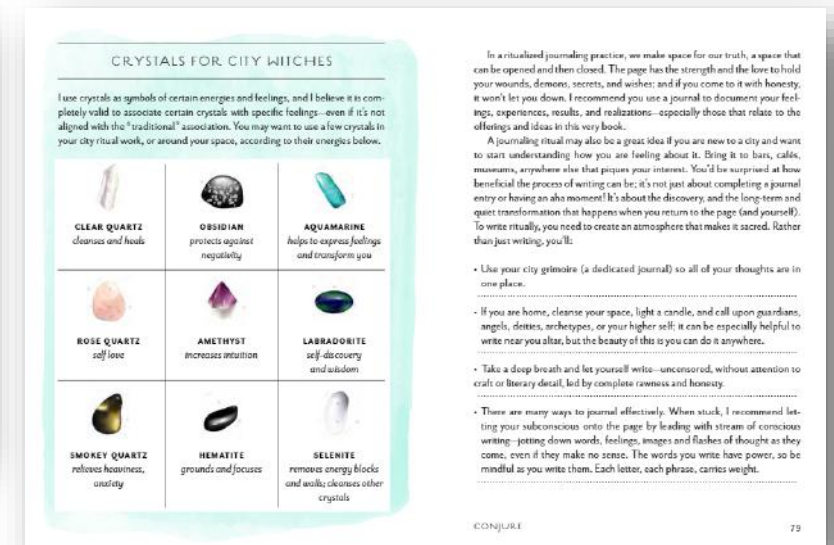 CRYSTALS FOR CITY WITCHES
I use crystals as symbols of certain energies and feelings, and I believe it is com-
pletely valid to associate certain crystals with specific feelings—even if it's not
aligned with the "traditional" association. You may want to use a few crystals in
your city ritual work, or around your space, according to their energies below.
CLEAR QUARTZ
cleanses and heals
OBSIDIAN
protects against
negativity
AQUAMARINE
helps to express feelings
and transform you
ROSE QUARTZ
self love
AMETHYST
increases intuition
LABRADORITE
self-discovery
and wisdom
SMOKEY QUARTZ
relieves heaviness,
anxiety
HEMATITE
grounds and focuses
SELENITE
removes energy blocks
and walls; cleanses other
crystals
In a ritualized journaling practice, we make space for our truth, a space that
can be opened and then closed. The page has the strength and the love to hold
your wounds, demons, secrets, and wishes; and if you come to it with honesty,
it won't let you down. I recommend you use a journal to document your feel-
ings, experiences, results, and realizations—especially those that relate to the
offerings and ideas in this very book.
A journaling ritual may also be a great idea if you are new to a city and want
to start understanding how you are feeling about it. Bring it to bars, cafés,
museums, anywhere else that piques your interest. You'd be surprised at how
beneficial the process of writing can be; it's not just about completing a journal
entry or having an aha moment! It's about the discovery, and the long-term and
quiet transformation that happens when you return to the page (and yourself).
To write ritually, you need to create an atmosphere that makes it sacred. Rather
than just writing, you'll:
• Use your city grimoire (a dedicated journal) so all of your thoughts are in
one place.
• If you are home, cleanse your space, light a candle, and call upon guardians,
angels, deities, archetypes, or your higher self; it can be especially helpful to
write near you altar, but the beauty of this is you can do it anywhere.
• Take a deep breath and let yourself write—uncensored, without attention to
craft or literary detail, led by complete rawness and honesty.
• There are many ways to journal effectively. When stuck, I recommend let-
ting your subconscious onto the page by leading with stream of conscious
writing—jotting down words, feelings, images and flashes of thought as they
come, even if they make no sense. The words you write have power, so be
mindful as you write them. Each letter, each phrase, carries weight.
CONJURE
79